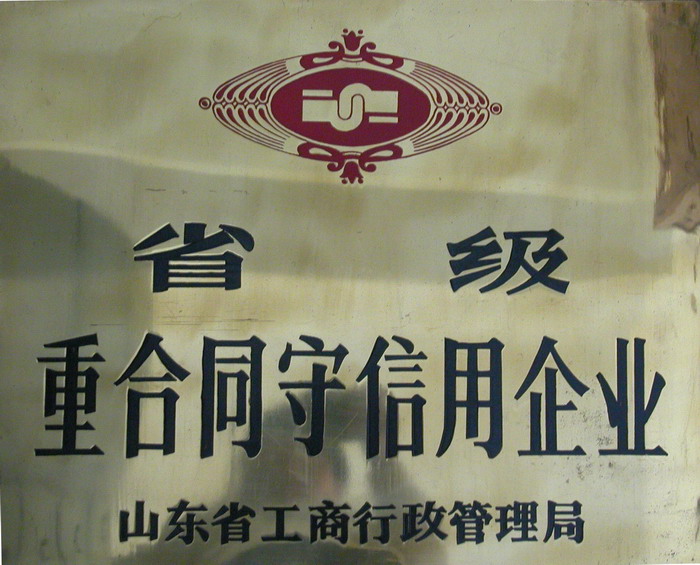 省级
重合同守信用企业
山东省工商行政管理局